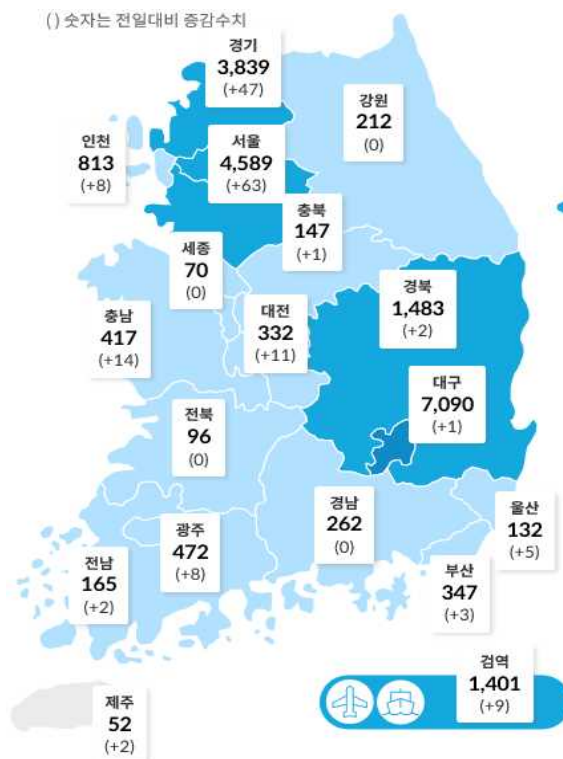 ( ) 숫자는 전일대비 증감수치
경기
3,839
(+47)
강원
212
(0)
인천
813
(+8)
서울
4,589
(+63)
충북
147
(+1)
세종
70
(0)
경북
1,483
(+2)
충남
417
(+14)
대전
332
(+11)
대구
7,090
(+1)
전북
96
(0)
경남
262
(0)
울산
132
(+5)
광주
472
(+8)
전남
165
(+2)
부산
347
(+3)
검역
1,401
(+9)
제주
52
(+2)